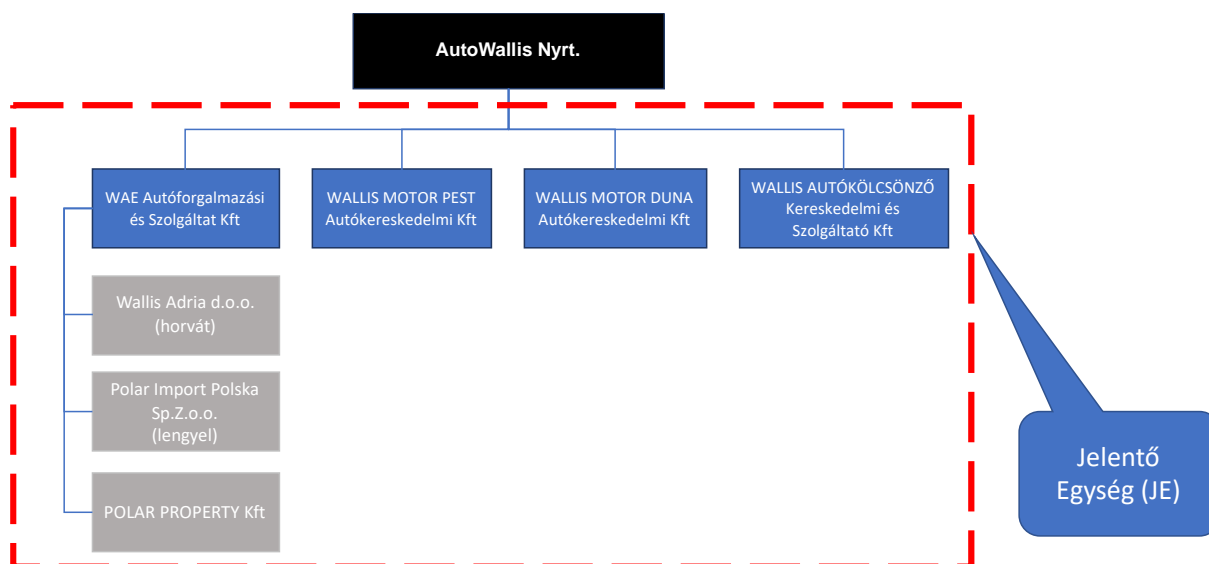 AutoWallis Nyrt.
WAE Autóforgalmazási
és Szolgáltat Kft
WALLIS MOTOR PEST
Autókereskedelmi Kft
WALLIS MOTOR DUNA
Autókereskedelmi Kft
WALLIS AUTÓKÖLCSÖNZŐ
Kereskedelmi és
Szolgáltató Kft
Wallis Adria d.o.o.
(horvát)
Polar Import Polska
Sp.Z.o.o.
(lengyel)
POLAR PROPERTY Kft
Jelentő
Egység (JE)